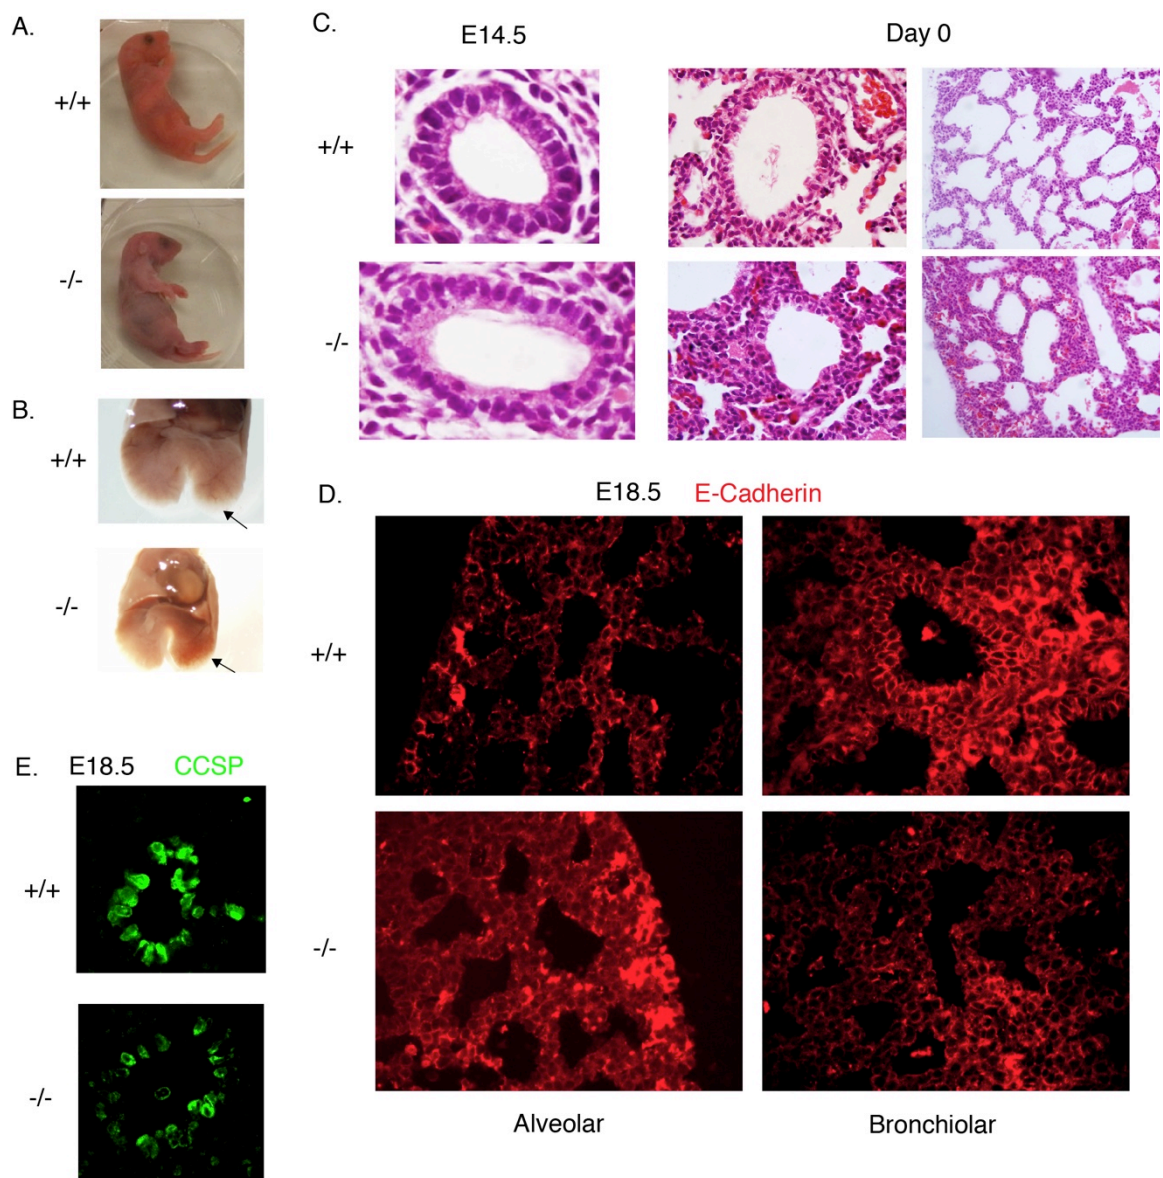 A.
+/+
-/-
B.
+/+
-/-
C.
E14.5 Day 0
+/+
-/-
D.
E18.5 E-Cadherin
+/+
-/-
Alveolar Bronchiolar
E. E18.5 CCSP
+/+
-/-